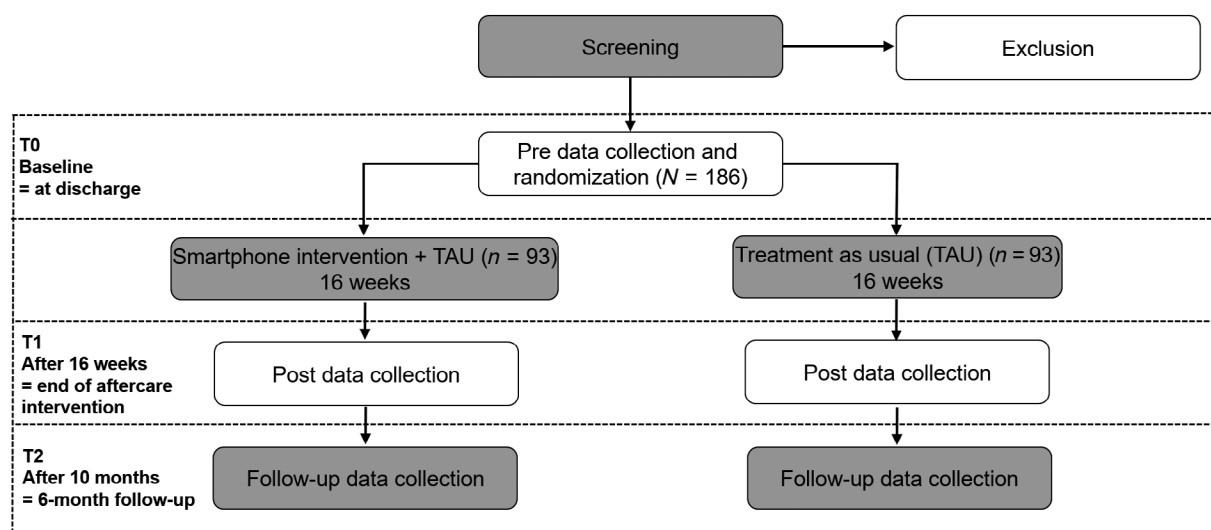 Screening
Exclusion
T0
Baseline
= at discharge
Pre data collection and
randomization (N = 186)
Smartphone intervention + TAU (n = 93)
16 weeks
Treatment as usual (TAU) (n = 93)
16 weeks
T1
After 16 weeks
= end of aftercare
intervention
Post data collection
Post data collection
T2
After 10 months
= 6-month follow-up
Follow-up data collection
Follow-up data collection